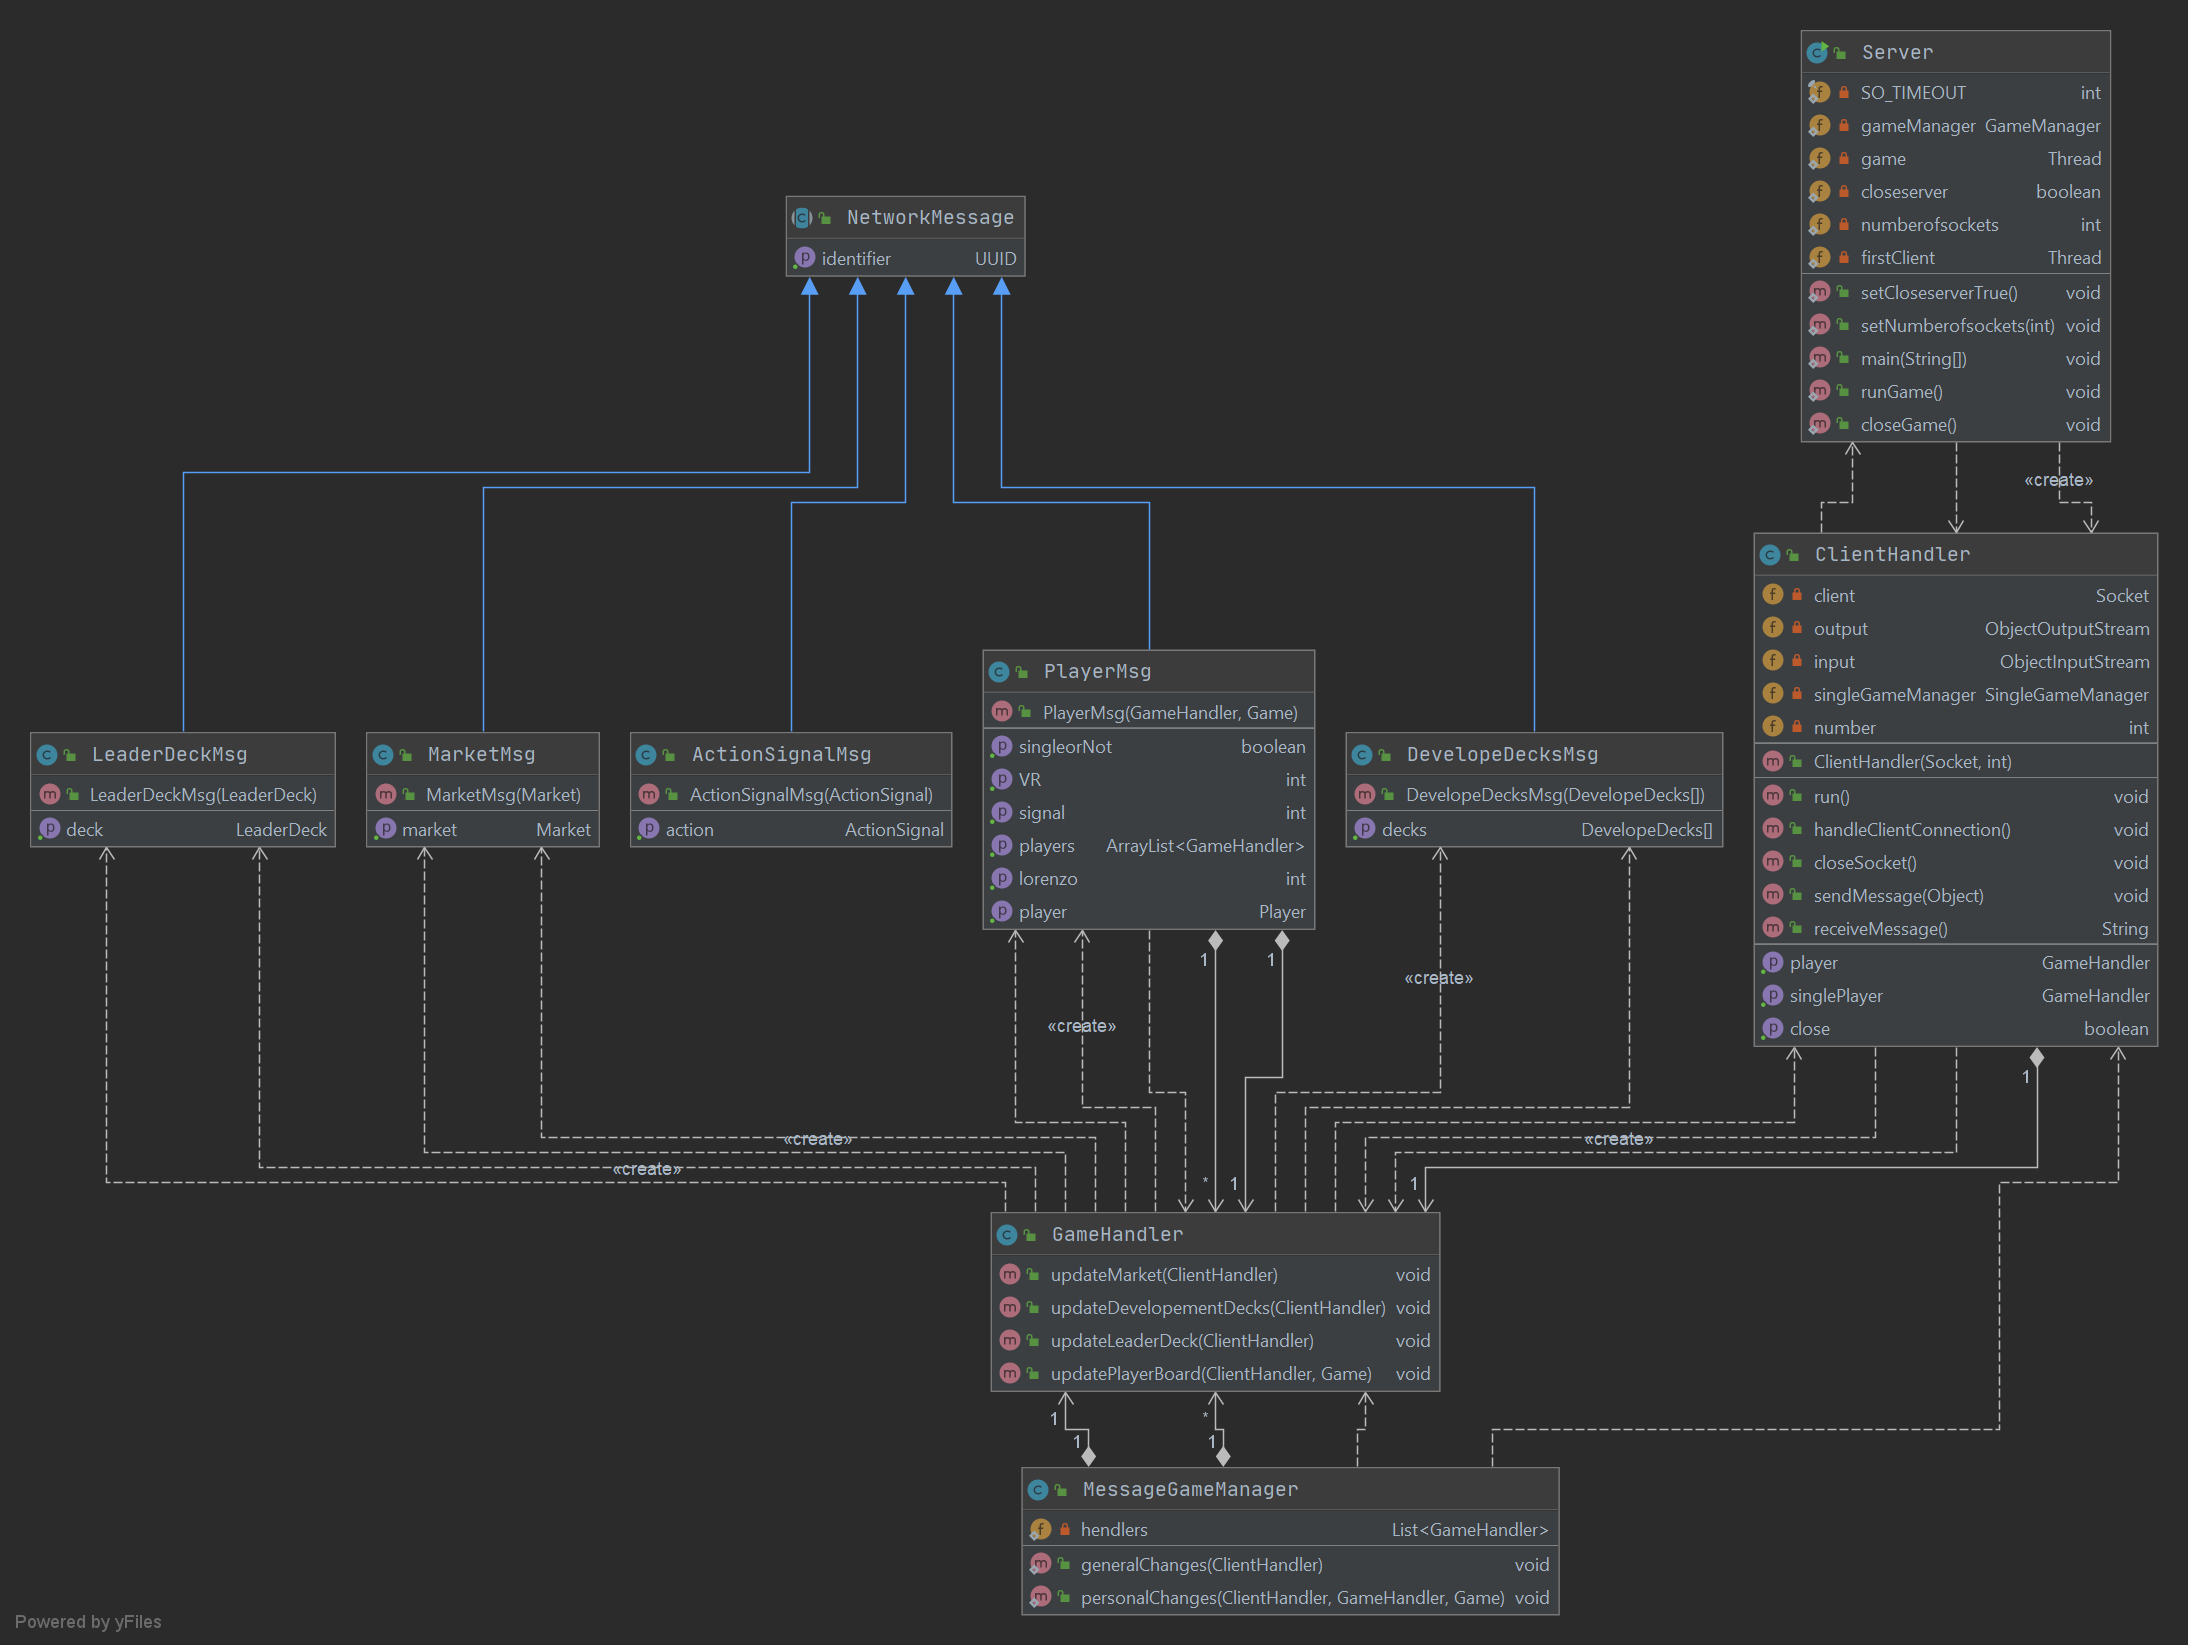 Server
SO_TIMEOUT int
gameManager GameManager
game Thread
closeserver boolean
numberofsockets int
firstClient Thread
setCloseserverTrue() void
setNumberofsockets(int) void
main(String[]) void
runGame() void
closeGame() void
NetworkMessage
identifier UUID
«create»
ClientHandler
client Socket
output ObjectOutputStream
input ObjectInputStream
singleGameManager SingleGameManager
number int
ClientHandler(Socket, int)
run() void
handleClientConnection() void
closeSocket() void
sendMessage(Object) void
receiveMessage() String
player GameHandler
singlePlayer GameHandler
close boolean
PlayerMsg
PlayerMsg(GameHandler, Game)
singleorNot boolean
VR int
signal int
players ArrayList<GameHandler>
lorenzo int
player Player
LeaderDeckMsg
LeaderDeckMsg(LeaderDeck)
deck LeaderDeck
MarketMsg
MarketMsg(Market)
market Market
ActionSignalMsg
ActionSignalMsg(ActionSignal)
action ActionSignal
DevelopeDecksMsg
DevelopeDecksMsg(DevelopeDecks[])
decks DevelopeDecks[]
1 1
«create»
«create»
1
«create» «create»
«create»
* 1 1
GameHandler
updateMarket(ClientHandler) void
updateDevelopementDecks(ClientHandler) void
updateLeaderDeck(ClientHandler) void
updatePlayerBoard(ClientHandler, Game) void
1 *
1 1
MessageGameManager
hendlers List<GameHandler>
generalChanges(ClientHandler) void
personalChanges(ClientHandler, GameHandler, Game) void
Powered by yFiles